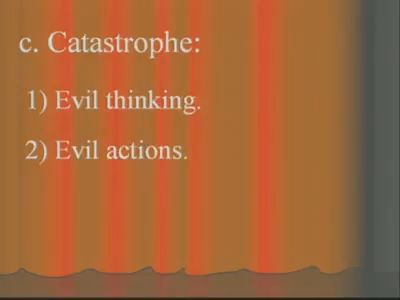 c. Catastrophe:
1) Evil thinking.
2) Evil actions.